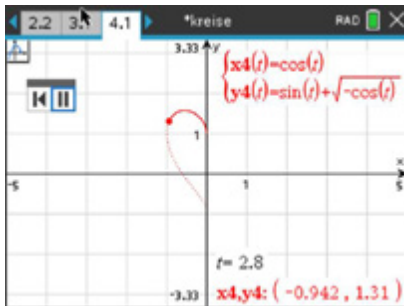 2.2 3.1 4.1 *kreise RAD
3.33 y
x4(t)=cos(t)
y4(t)=sin(t)+√-cos(t)
1
x
-5 1 5
t= 2.8
-3.33 x4,y4: ( -0.942, 1.31 )